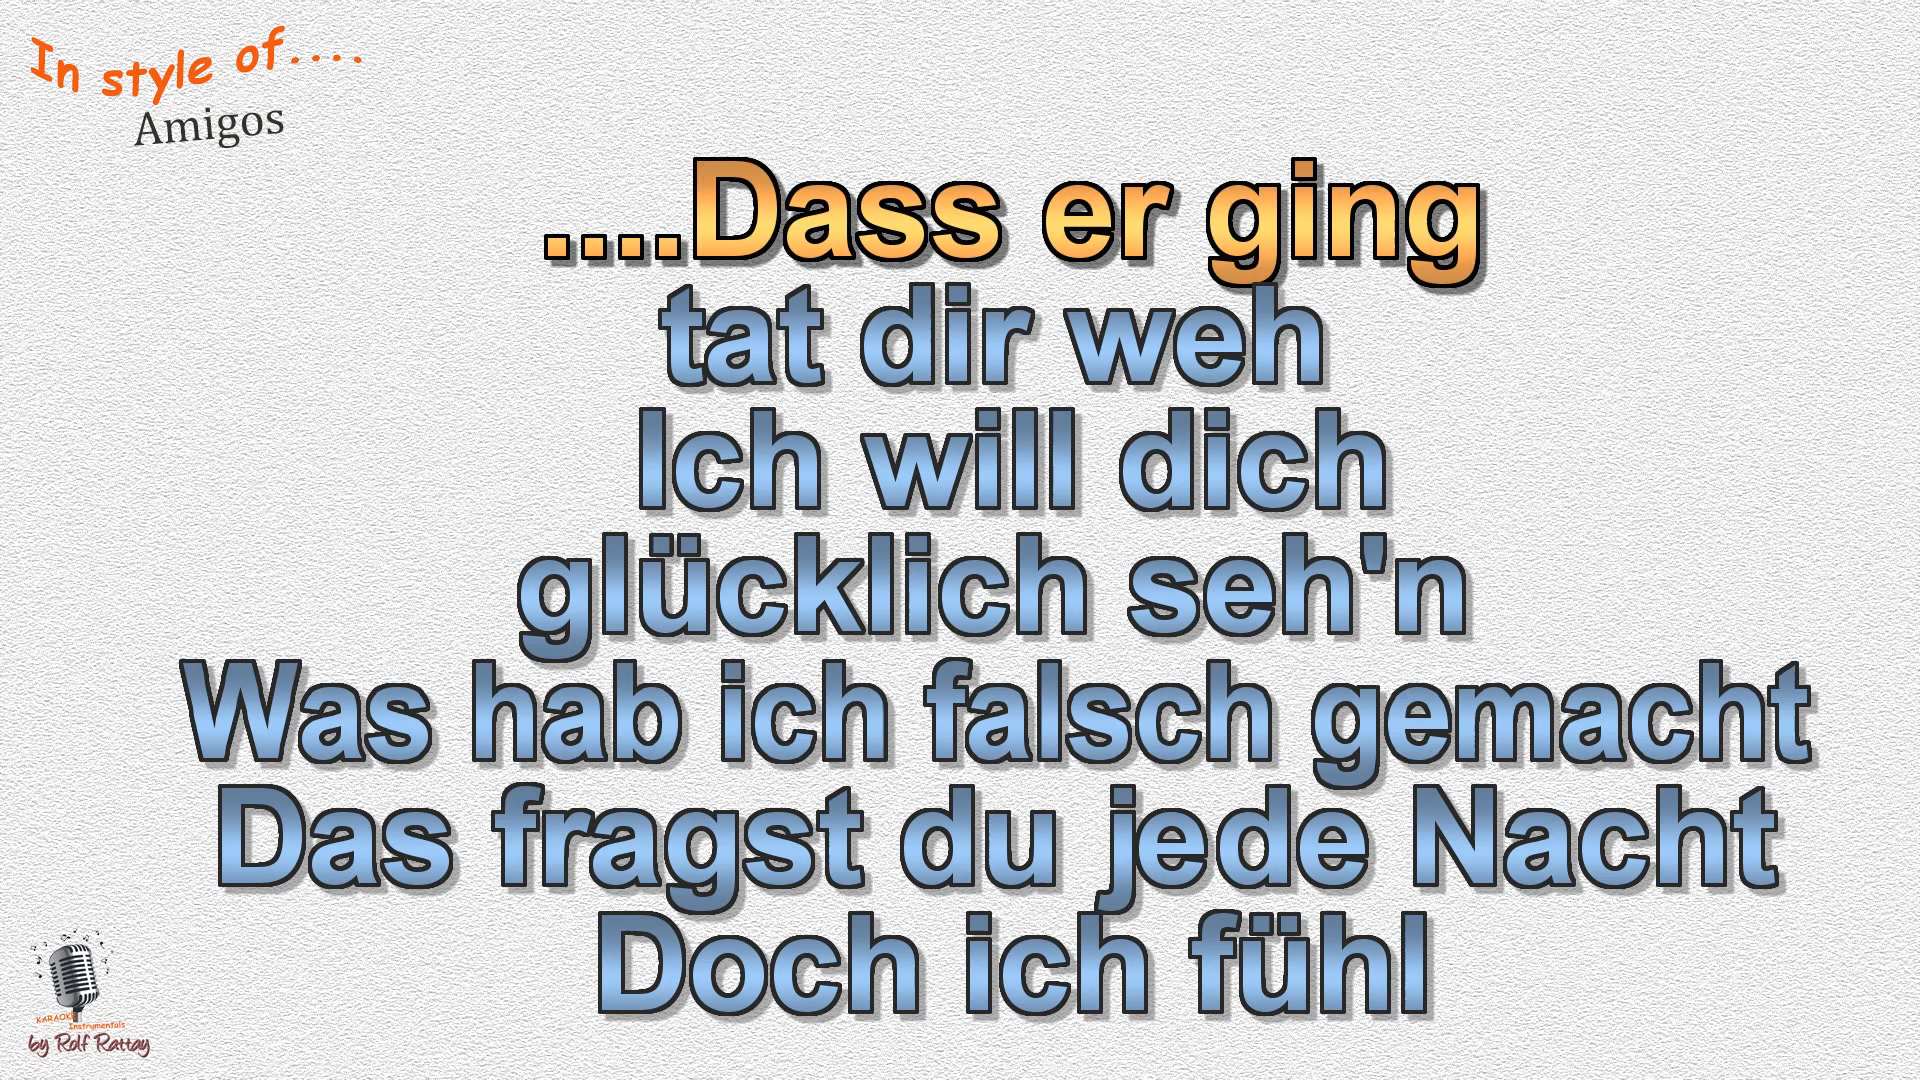 In style of....
Amigos
....Dass er ging
tat dir weh
Ich will dich
glücklich seh'n
Was hab ich falsch gemacht
Das fragst du jede Nacht
Doch ich fühl
KARAOKE
Instrumentals
by Rolf Rattay